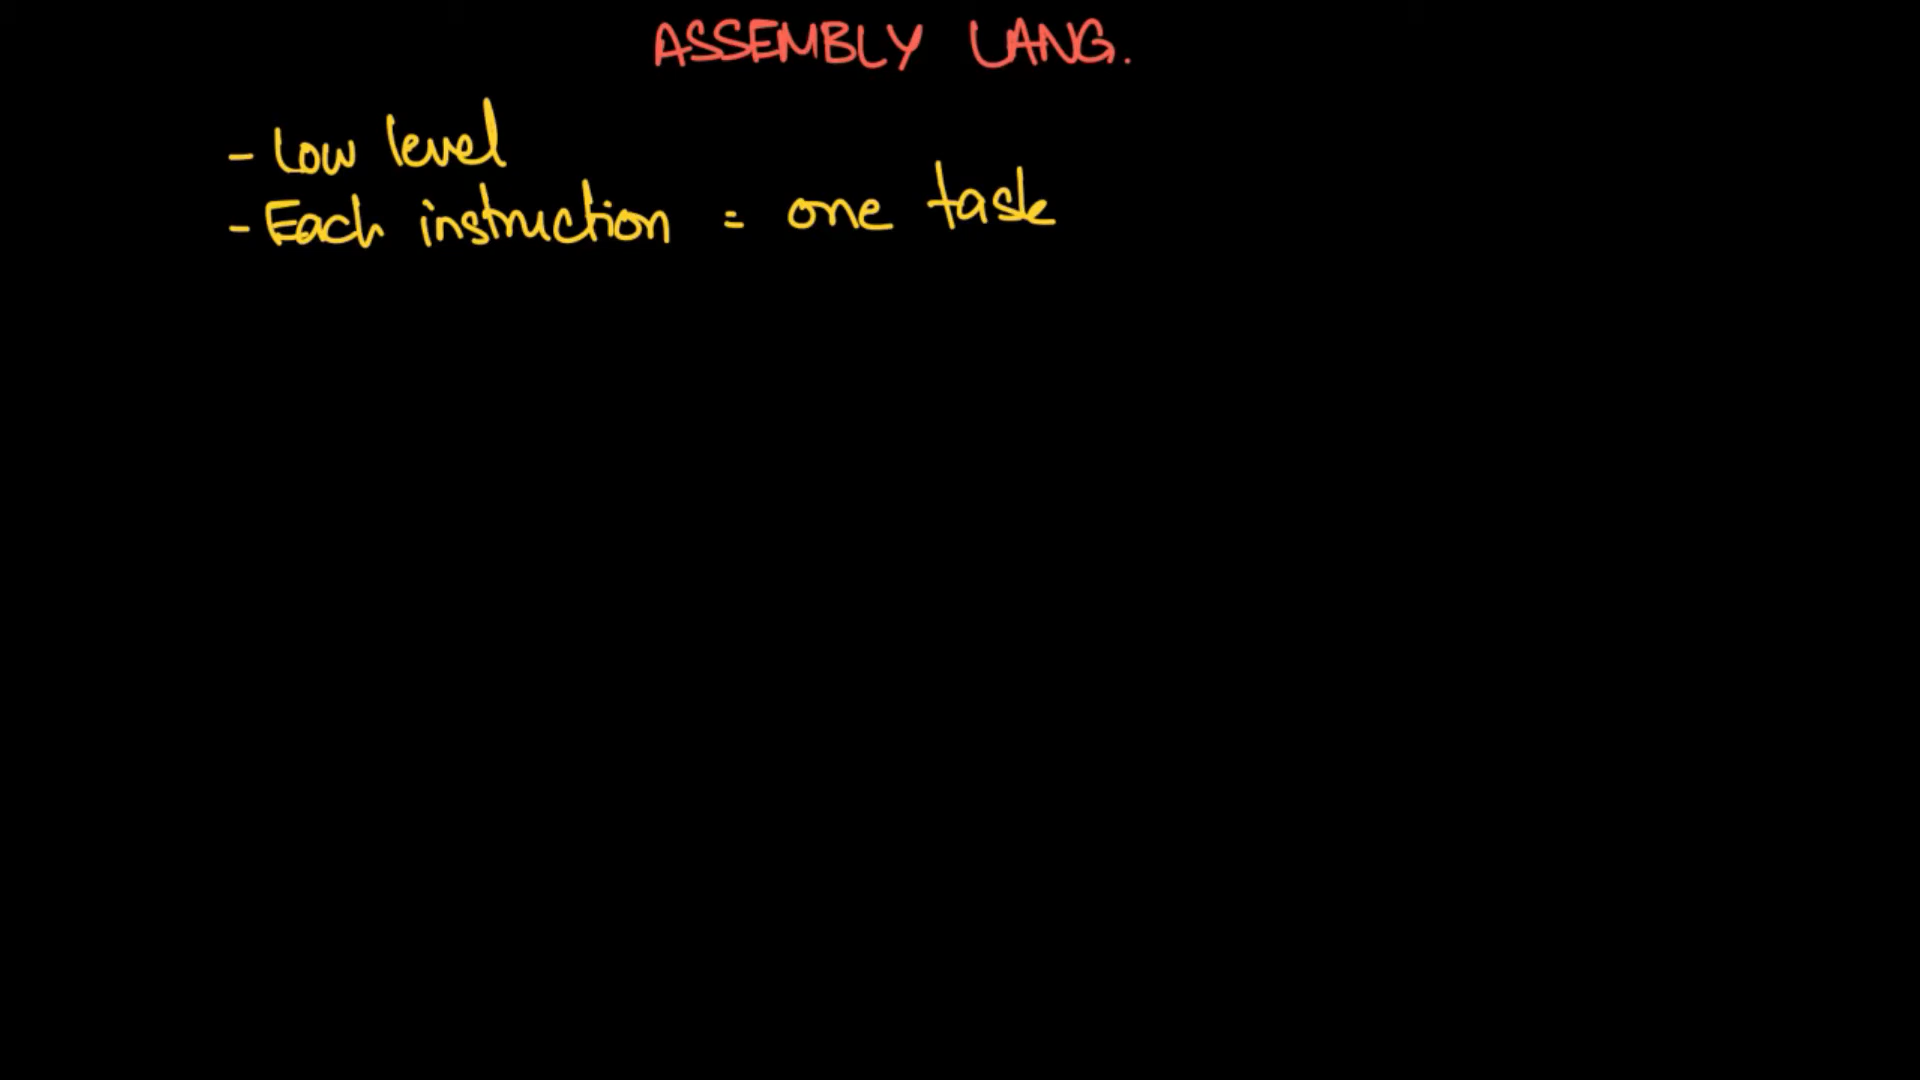 ASSEMBLY LANG.
- Low level
- Each instruction = one task